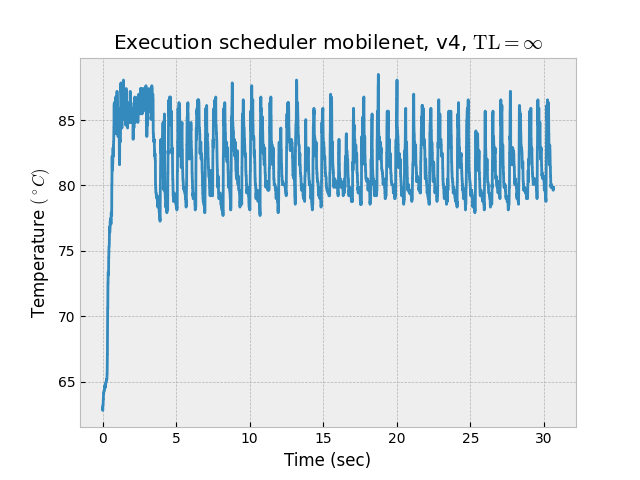 Execution scheduler mobilenet, v4, TL = ∞
Temperature (°C)
85
80
75
70
65
0 5 10 15 20 25 30
Time (sec)